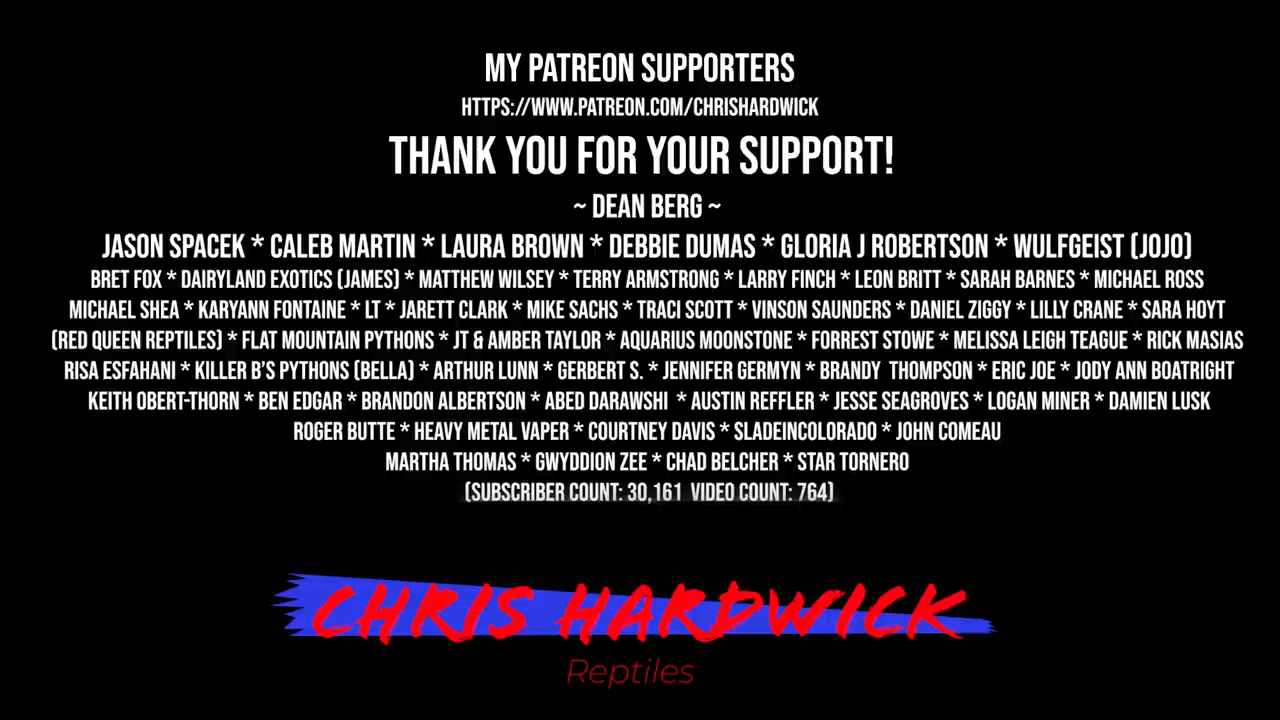 MY PATREON SUPPORTERS
HTTPS://WWW.PATREON.COM/CHRISHARDWICK
THANK YOU FOR YOUR SUPPORT!
~ DEAN BERG ~
JASON SPACEK * CALEB MARTIN * LAURA BROWN * DEBBIE DUMAS * GLORIA J ROBERTSON * WULFGEIST (JOJO)
BRET FOX * DAIRYLAND EXOTICS (JAMES) * MATTHEW WILSEY * TERRY ARMSTRONG * LARRY FINCH * LEON BRITT * SARAH BARNES * MICHAEL ROSS
MICHAEL SHEA * KARYANN FONTAINE * LT * JARETT CLARK * MIKE SACHS * TRACI SCOTT * VINSON SAUNDERS * DANIEL ZIGGY * LILLY CRANE * SARA HOYT
(RED QUEEN REPTILES) * FLAT MOUNTAIN PYTHONS * JT & AMBER TAYLOR * AQUARIUS MOONSTONE * FORREST STOWE * MELISSA LEIGH TEAGUE * RICK MASIAS
RISA ESFAHANI * KILLER B'S PYTHONS (BELLA) * ARTHUR LUNN * GERBERT S. * JENNIFER GERMYN * BRANDY THOMPSON * ERIC JOE * JODY ANN BOATRIGHT
KEITH OBERT-THORN * BEN EDGAR * BRANDON ALBERTSON * ABED DARAWSHI * AUSTIN REFFLER * JESSE SEAGROVES * LOGAN MINER * DAMIEN LUSK
ROGER BUTTE * HEAVY METAL VAPER * COURTNEY DAVIS * SLADEINCOLORADO * JOHN COMEAU
MARTHA THOMAS * GWYDDION ZEE * CHAD BELCHER * STAR TORNERO
(SUBSCRIBER COUNT: 30,161 VIDEO COUNT: 764)
CHRIS HARDWICK
Reptiles